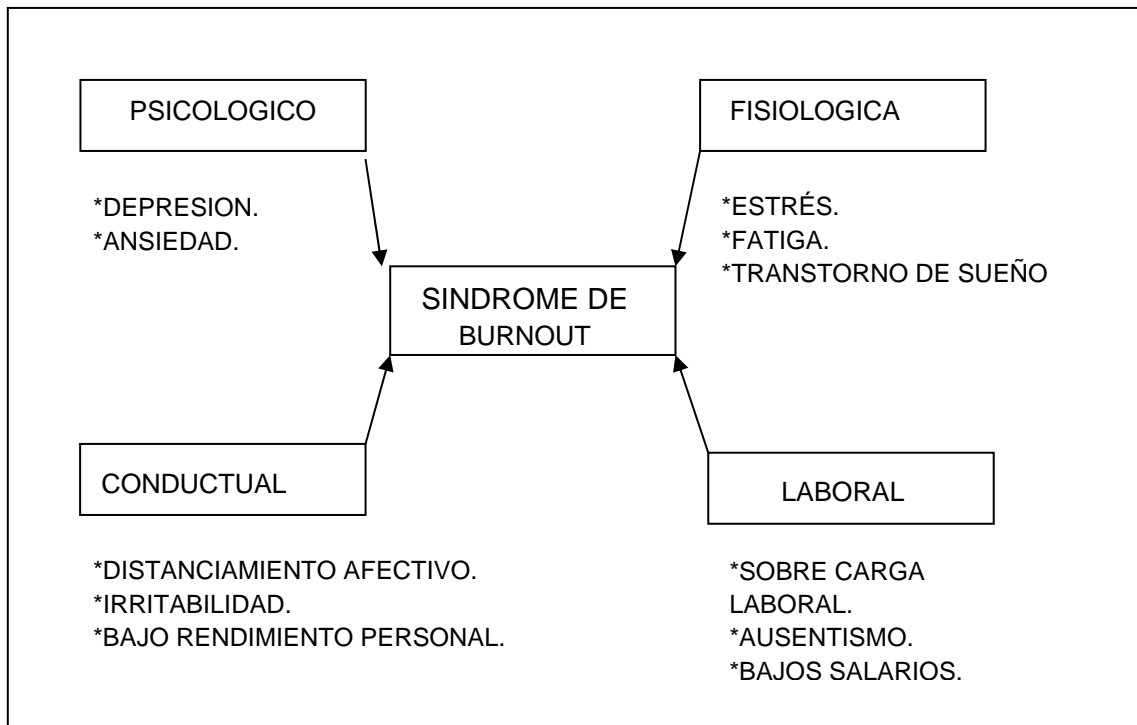 PSICOLOGICO
*DEPRESION.
*ANSIEDAD.
FISIOLOGICA
*ESTRÉS.
*FATIGA.
*TRANSTORNO DE SUEÑO
SINDROME DE
BURNOUT
CONDUCTUAL
*DISTANCIAMIENTO AFECTIVO.
*IRRITABILIDAD.
*BAJO RENDIMIENTO PERSONAL.
LABORAL
*SOBRE CARGA
LABORAL.
*AUSENTISMO.
*BAJOS SALARIOS.